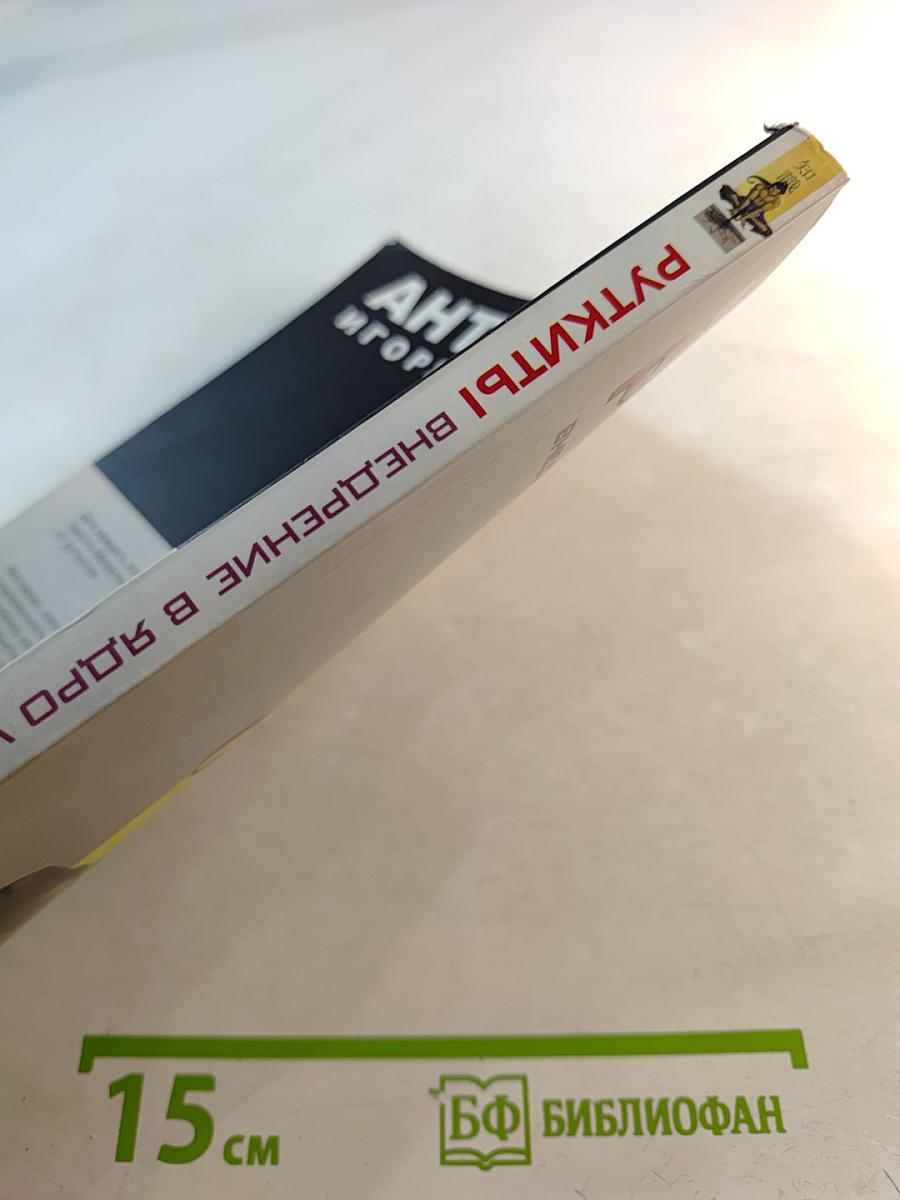 РУТКИТЫ ВНЕДРЕНИЕ В ЯДРО
АНТ
ИГОР
15 см
БФ БИБЛИОФАН